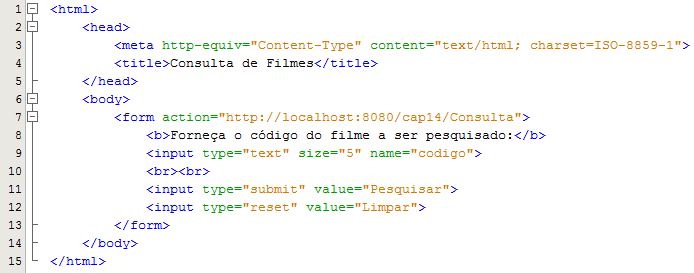 1 <html>
2 <head>
3 <meta http-equiv="Content-Type" content="text/html; charset=ISO-8859-1">
4 <title>Consulta de Filmes</title>
5 </head>
6 <body>
7 <form action="http://localhost:8080/cap14/Consulta">
8 <b>Forneça o código do filme a ser pesquisado:</b>
9 <input type="text" size="5" name="codigo">
10 <br><br>
11 <input type="submit" value="Pesquisar">
12 <input type="reset" value="Limpar">
13 </form>
14 </body>
15 </html>